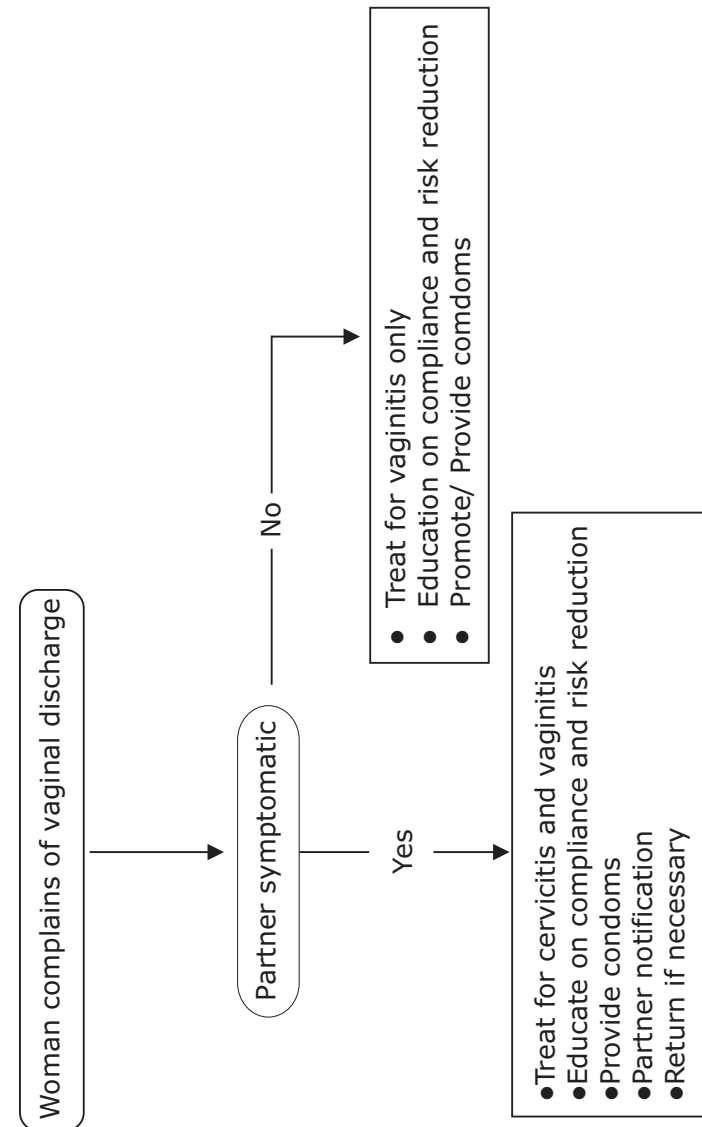 Woman complains of vaginal discharge
Partner symptomatic
No
● Treat for vaginitis only
● Education on compliance and risk reduction
● Promote/ Provide comdoms
Yes
●Treat for cervicitis and vaginitis
●Educate on compliance and risk reduction
●Provide condoms
●Partner notification
●Return if necessary